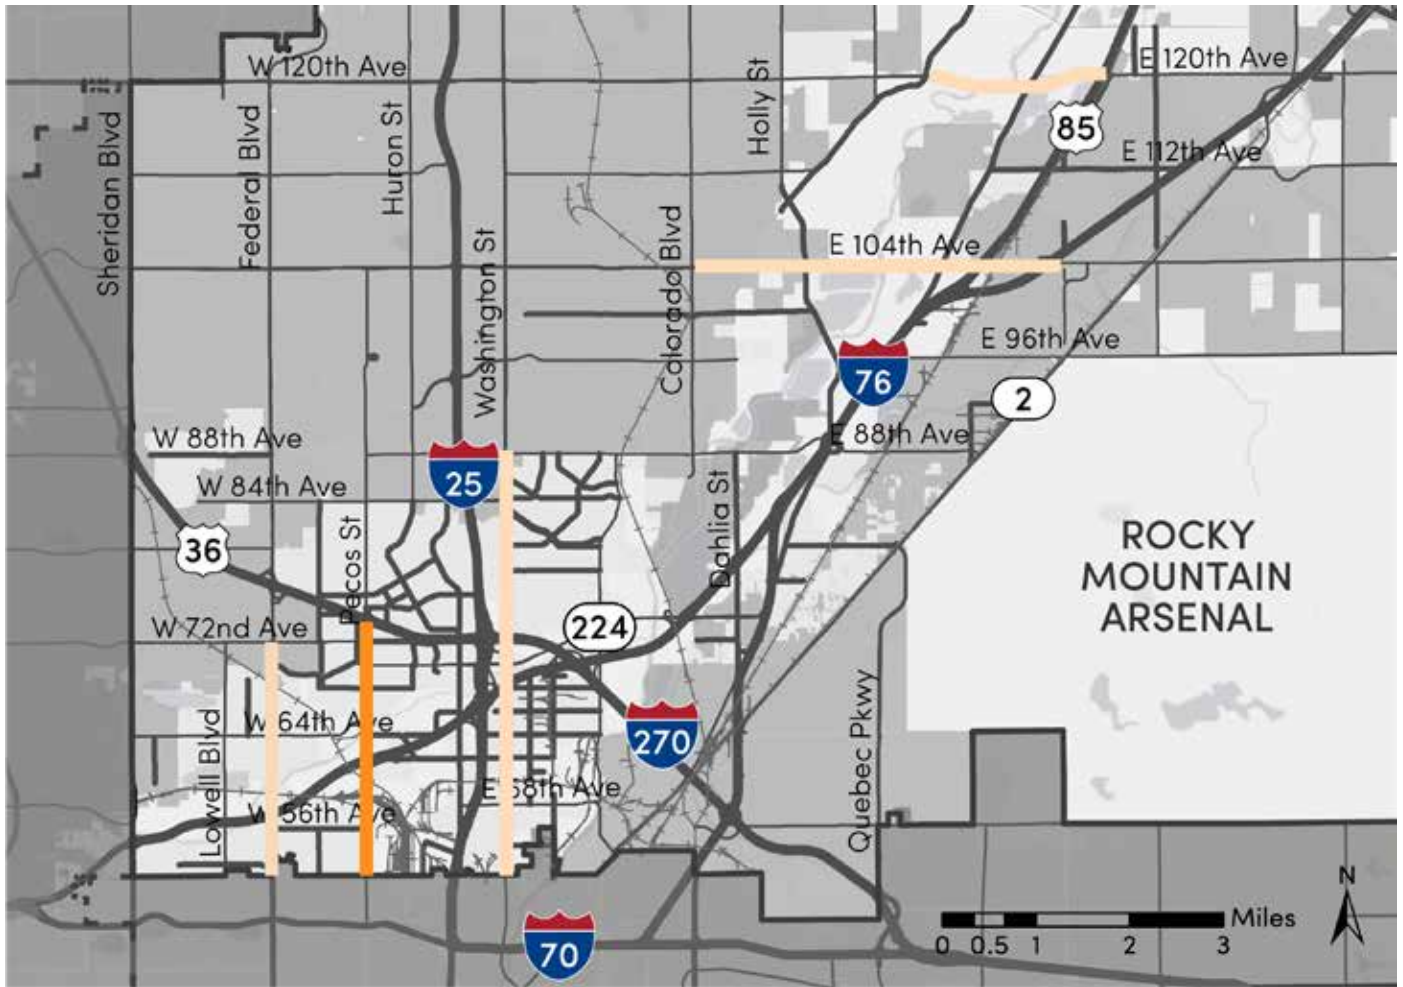 W 120th Ave
E 120th Ave
Holly St
85
Huron St
Federal Blvd
Sheridan Blvd
E 112th Ave
E 104th Ave
Washington St
Colorado Blvd
E 96th Ave
76
2
W 88th Ave
E 88th Ave
25
W 84th Ave
Dahlia St
36
Pecos St
ROCKY
MOUNTAIN
ARSENAL
W 72nd Ave
224
W 64th Ave
270
Lowell Blvd
Quebec Pkwy
E 58th Ave
W 56th Ave
N
Miles
0 0.5 1 2 3
70